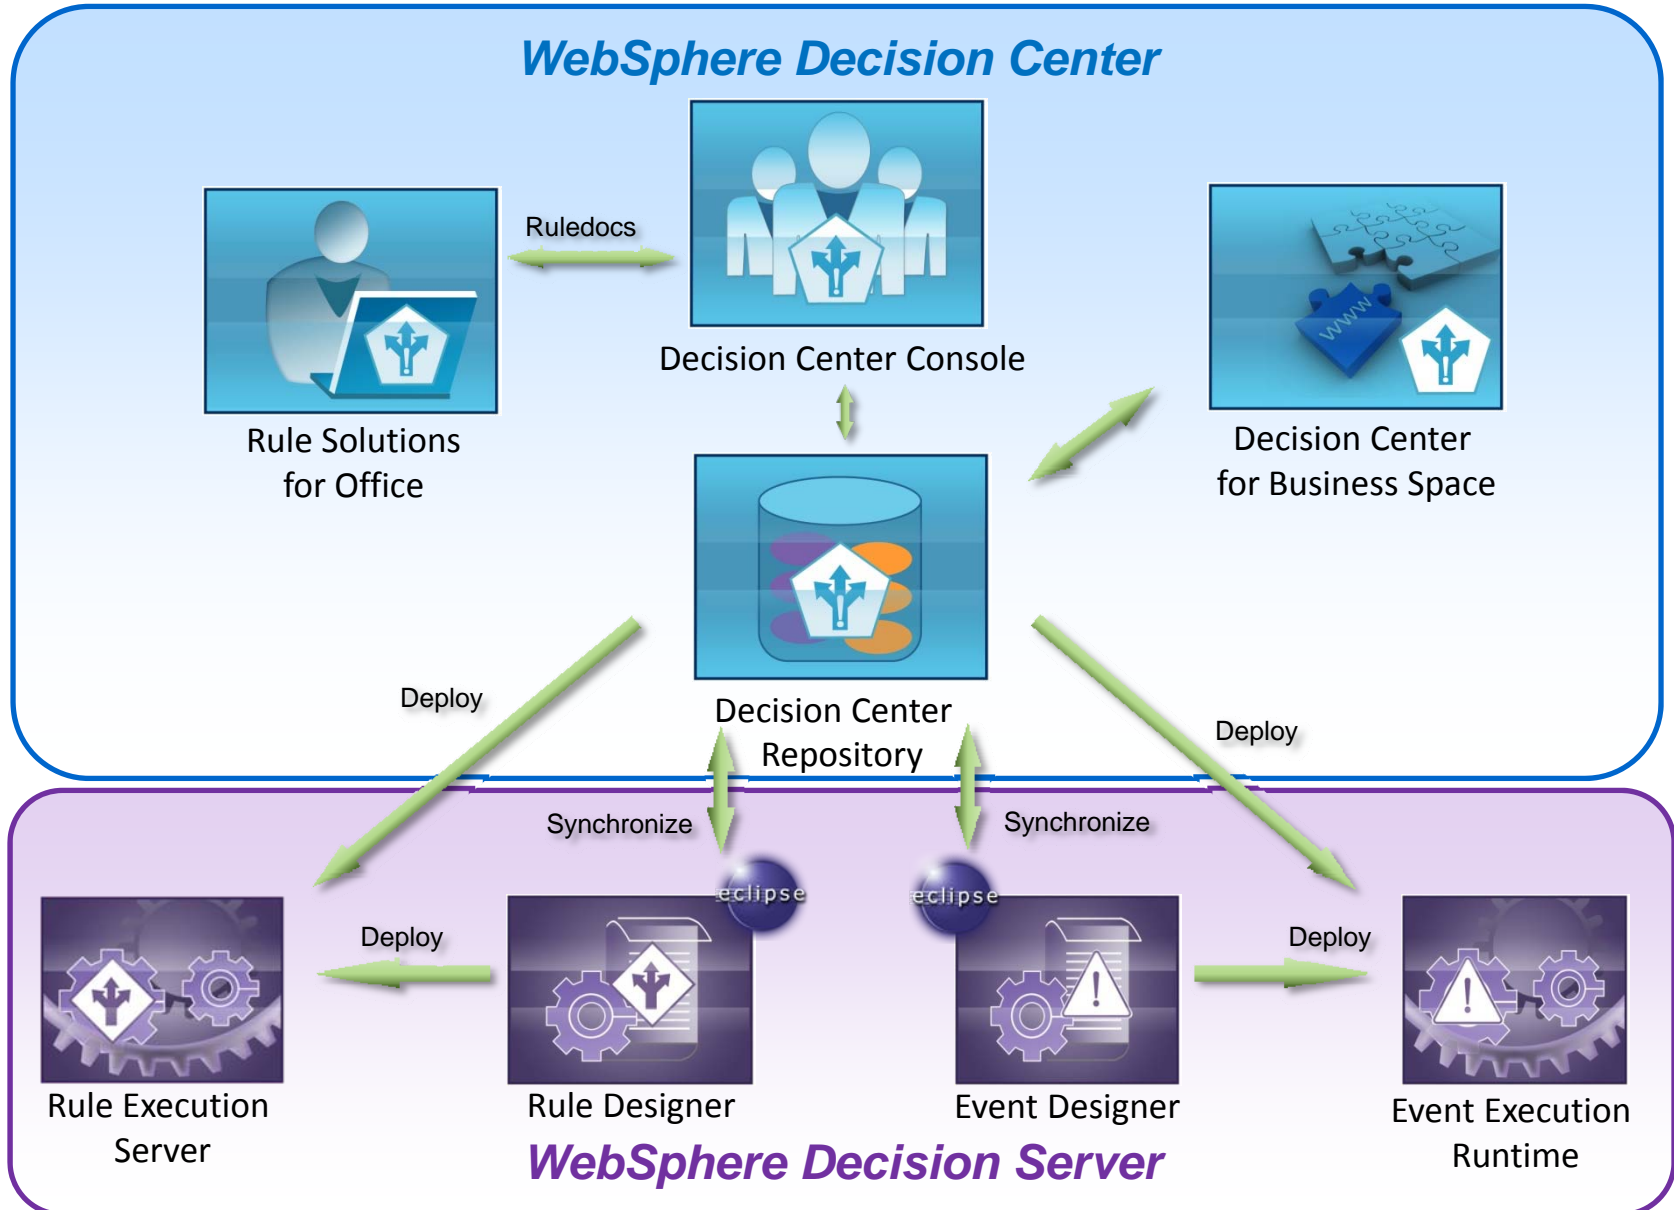 WebSphere Decision Center
Ruledocs
Decision Center Console
www
Rule Solutions
for Office
Decision Center
for Business Space
Deploy
Decision Center
Repository
Deploy
Synchronize
Synchronize
eclipse
eclipse
Deploy
Deploy
Rule Execution
Server
Rule Designer
Event Designer
Event Execution
Runtime
WebSphere Decision Server